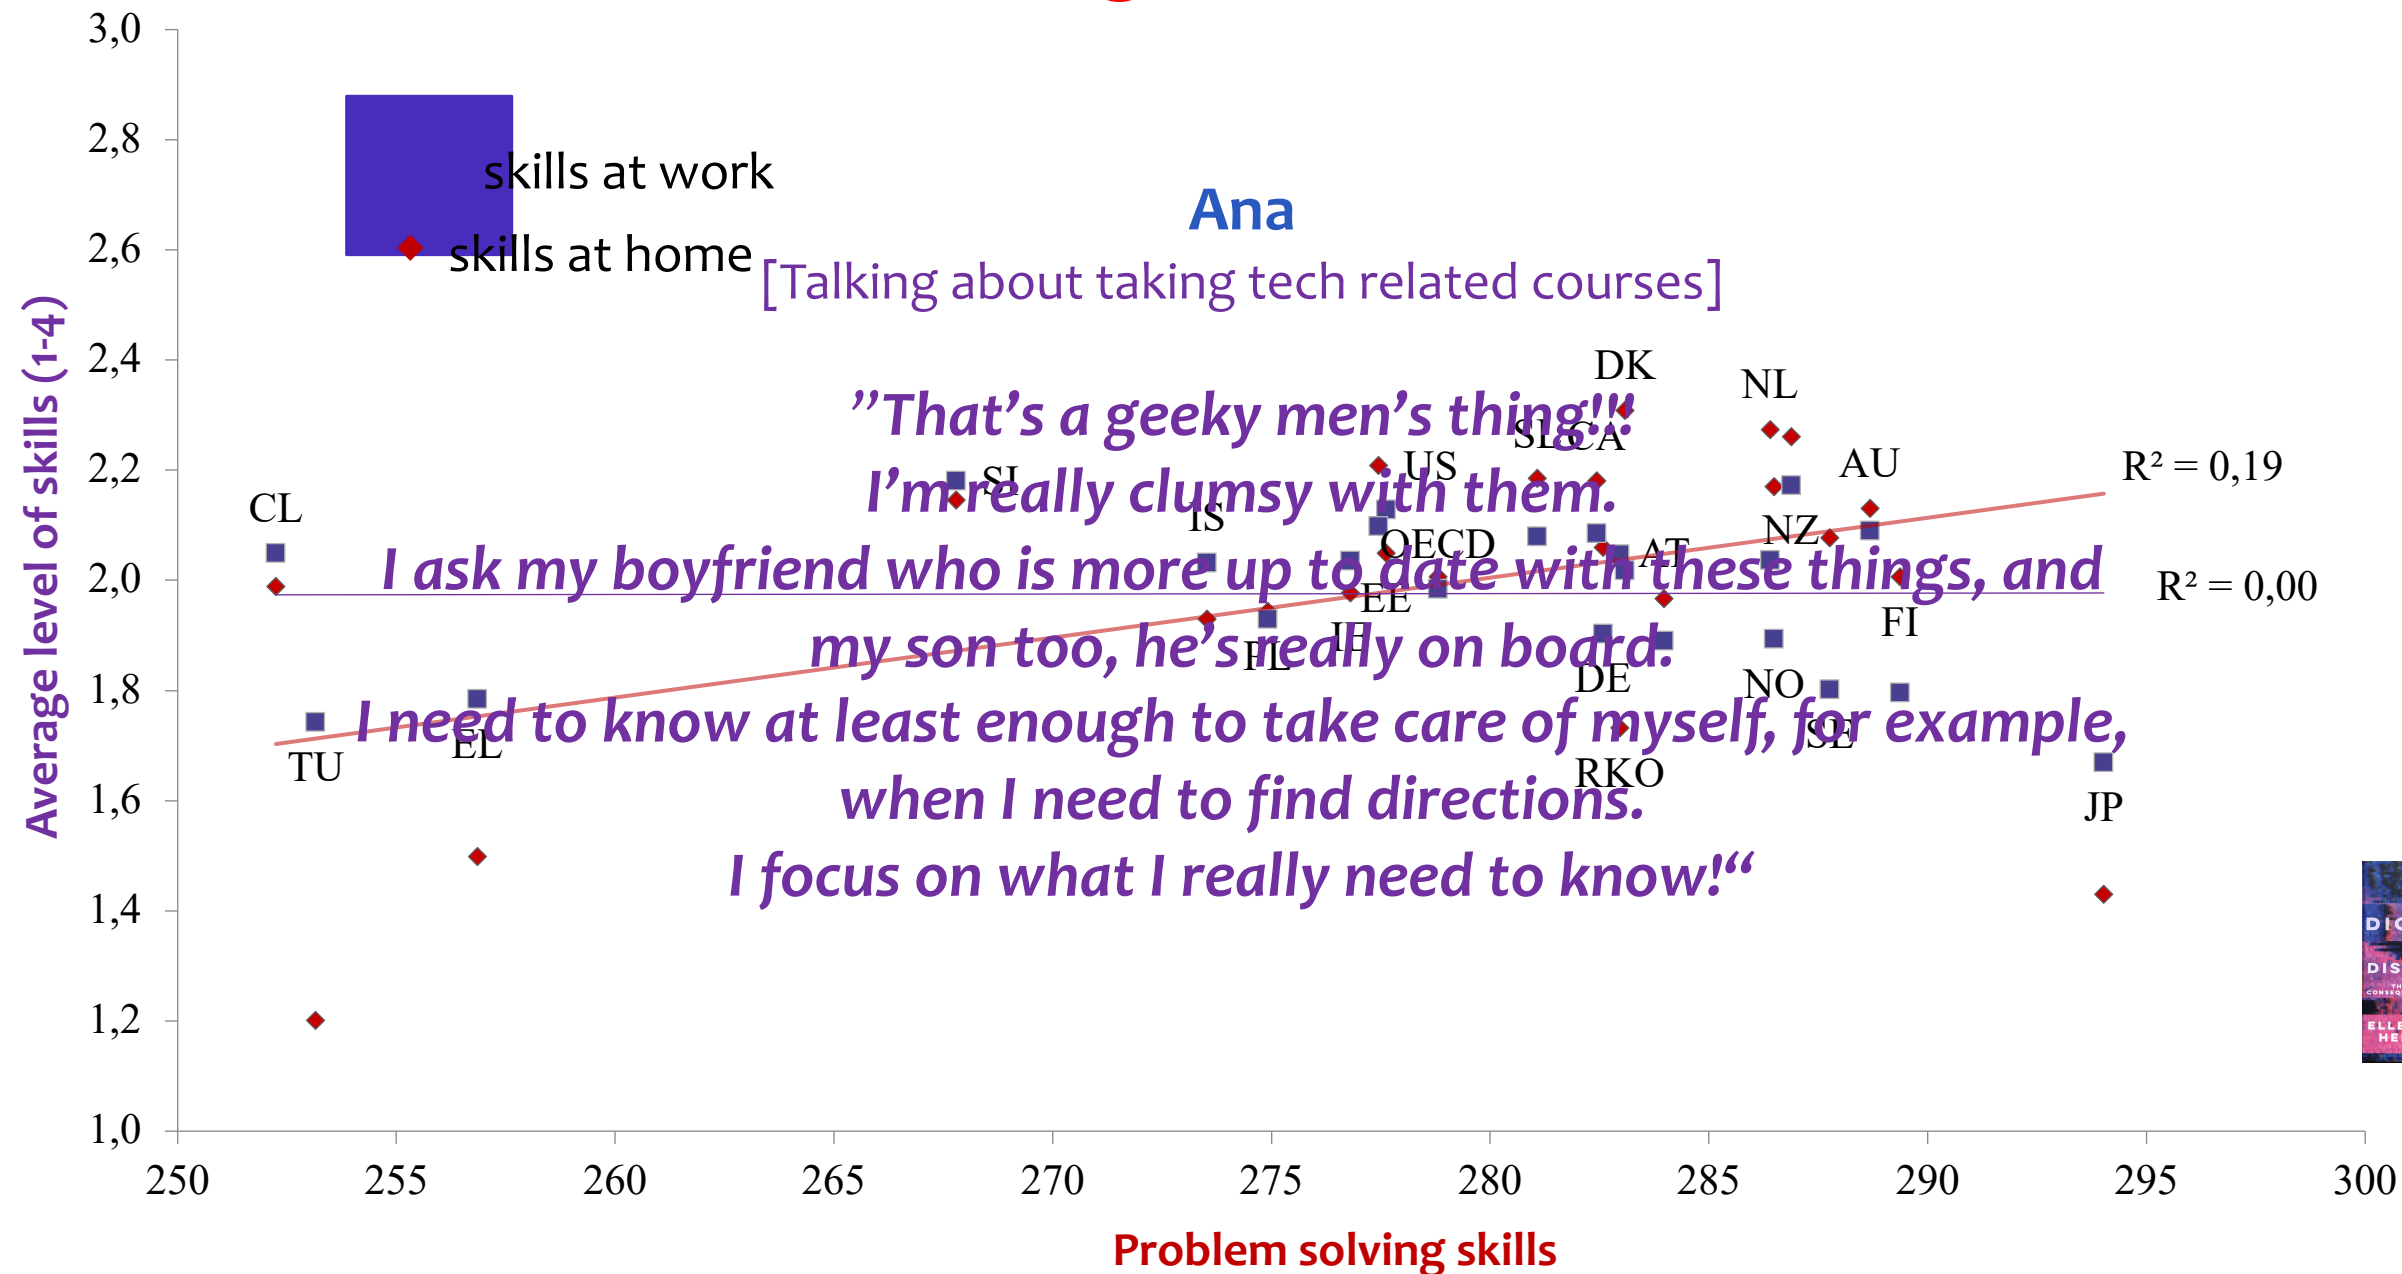 3,0
2,8
2,6
2,4
2,2
2,0
1,8
1,6
1,4
1,2
1,0
Average level of skills (1-4)
skills at work
skills at home
Ana
[Talking about taking tech related courses]
”That’s a geeky men’s thing!!!
I’m really clumsy with them.
I ask my boyfriend who is more up to date with these things, and
my son too, he’s really on board.
I need to know at least enough to take care of myself, for example,
when I need to find directions.
I focus on what I really need to know!“
DK
NL
SL CA
US
AU
SI
CL
IS
NZ
OECD
AT
EE
FI
IE
PL
DE
NO
SE
EL
TU
RKO
JP
R² = 0,19
R² = 0,00
250 255 260 265 270 275 280 285 290 295 300
Problem solving skills